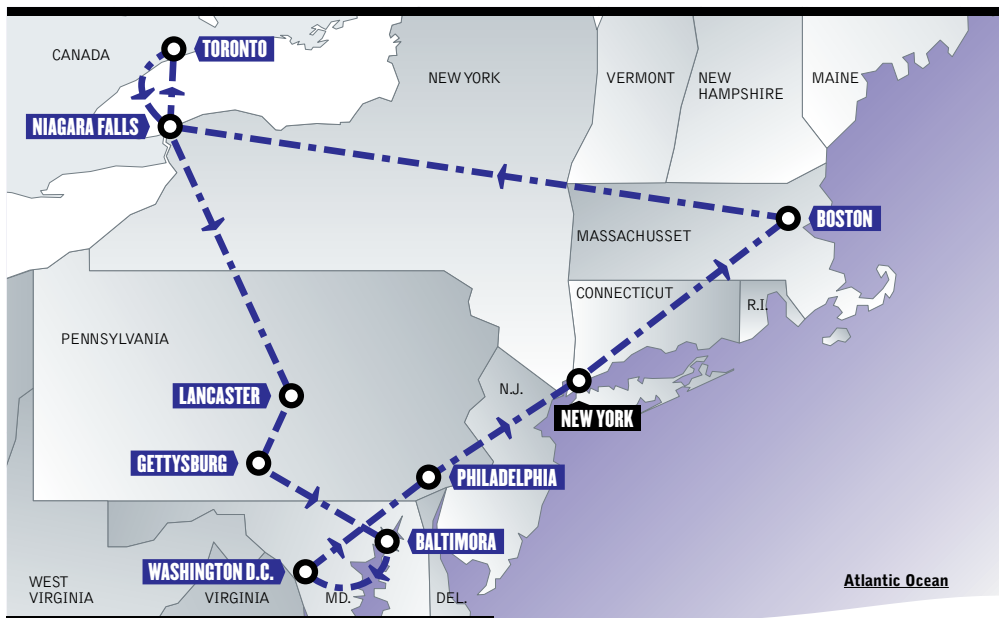 CANADA
TORONTO
NEW YORK
VERMONT
NEW
HAMPSHIRE
MAINE
NIAGARA FALLS
BOSTON
MASSACHUSSET
CONNECTICUT
R.I.
PENNSYLVANIA
LANCASTER
N.J.
NEW YORK
GETTYSBURG
PHILADELPHIA
BALTIMORA
WASHINGTON D.C.
WEST
VIRGINIA
VIRGINIA
MD.
DEL.
Atlantic Ocean